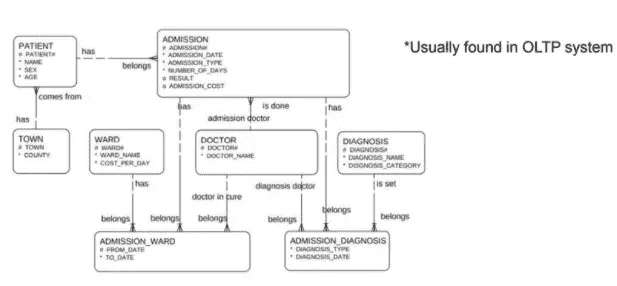 *Usually found in OLTP system
PATIENT
# PATIENT#
* NAME
* SEX
* AGE
has
belongs
ADMISSION
# ADMISSION#
* ADMISSION_DATE
* ADMISSION_TYPE
* NUMBER_OF_DAYS
o RESULT
o ADMISSION_COST
comes from
has
has
is done
admission doctor
has
TOWN
# TOWN
* COUNTY
WARD
# WARD#
* WARD_NAME
* COST_PER_DAY
DOCTOR
# DOCTOR#
* DOCTOR_NAME
DIAGNOSIS
# DIAGNOSIS#
* DIAGNOSIS_NAME
* DISGNOSIS_CATEGORY
has
doctor in cure
diagnosis doctor
is set
belongs
belongs
belongs
belongs
belongs
belongs
ADMISSION_WARD
# FROM_DATE
* TO_DATE
ADMISSION_DIAGNOSIS
* DIAGNOSIS_TYPE
* DIAGNOSIS_DATE